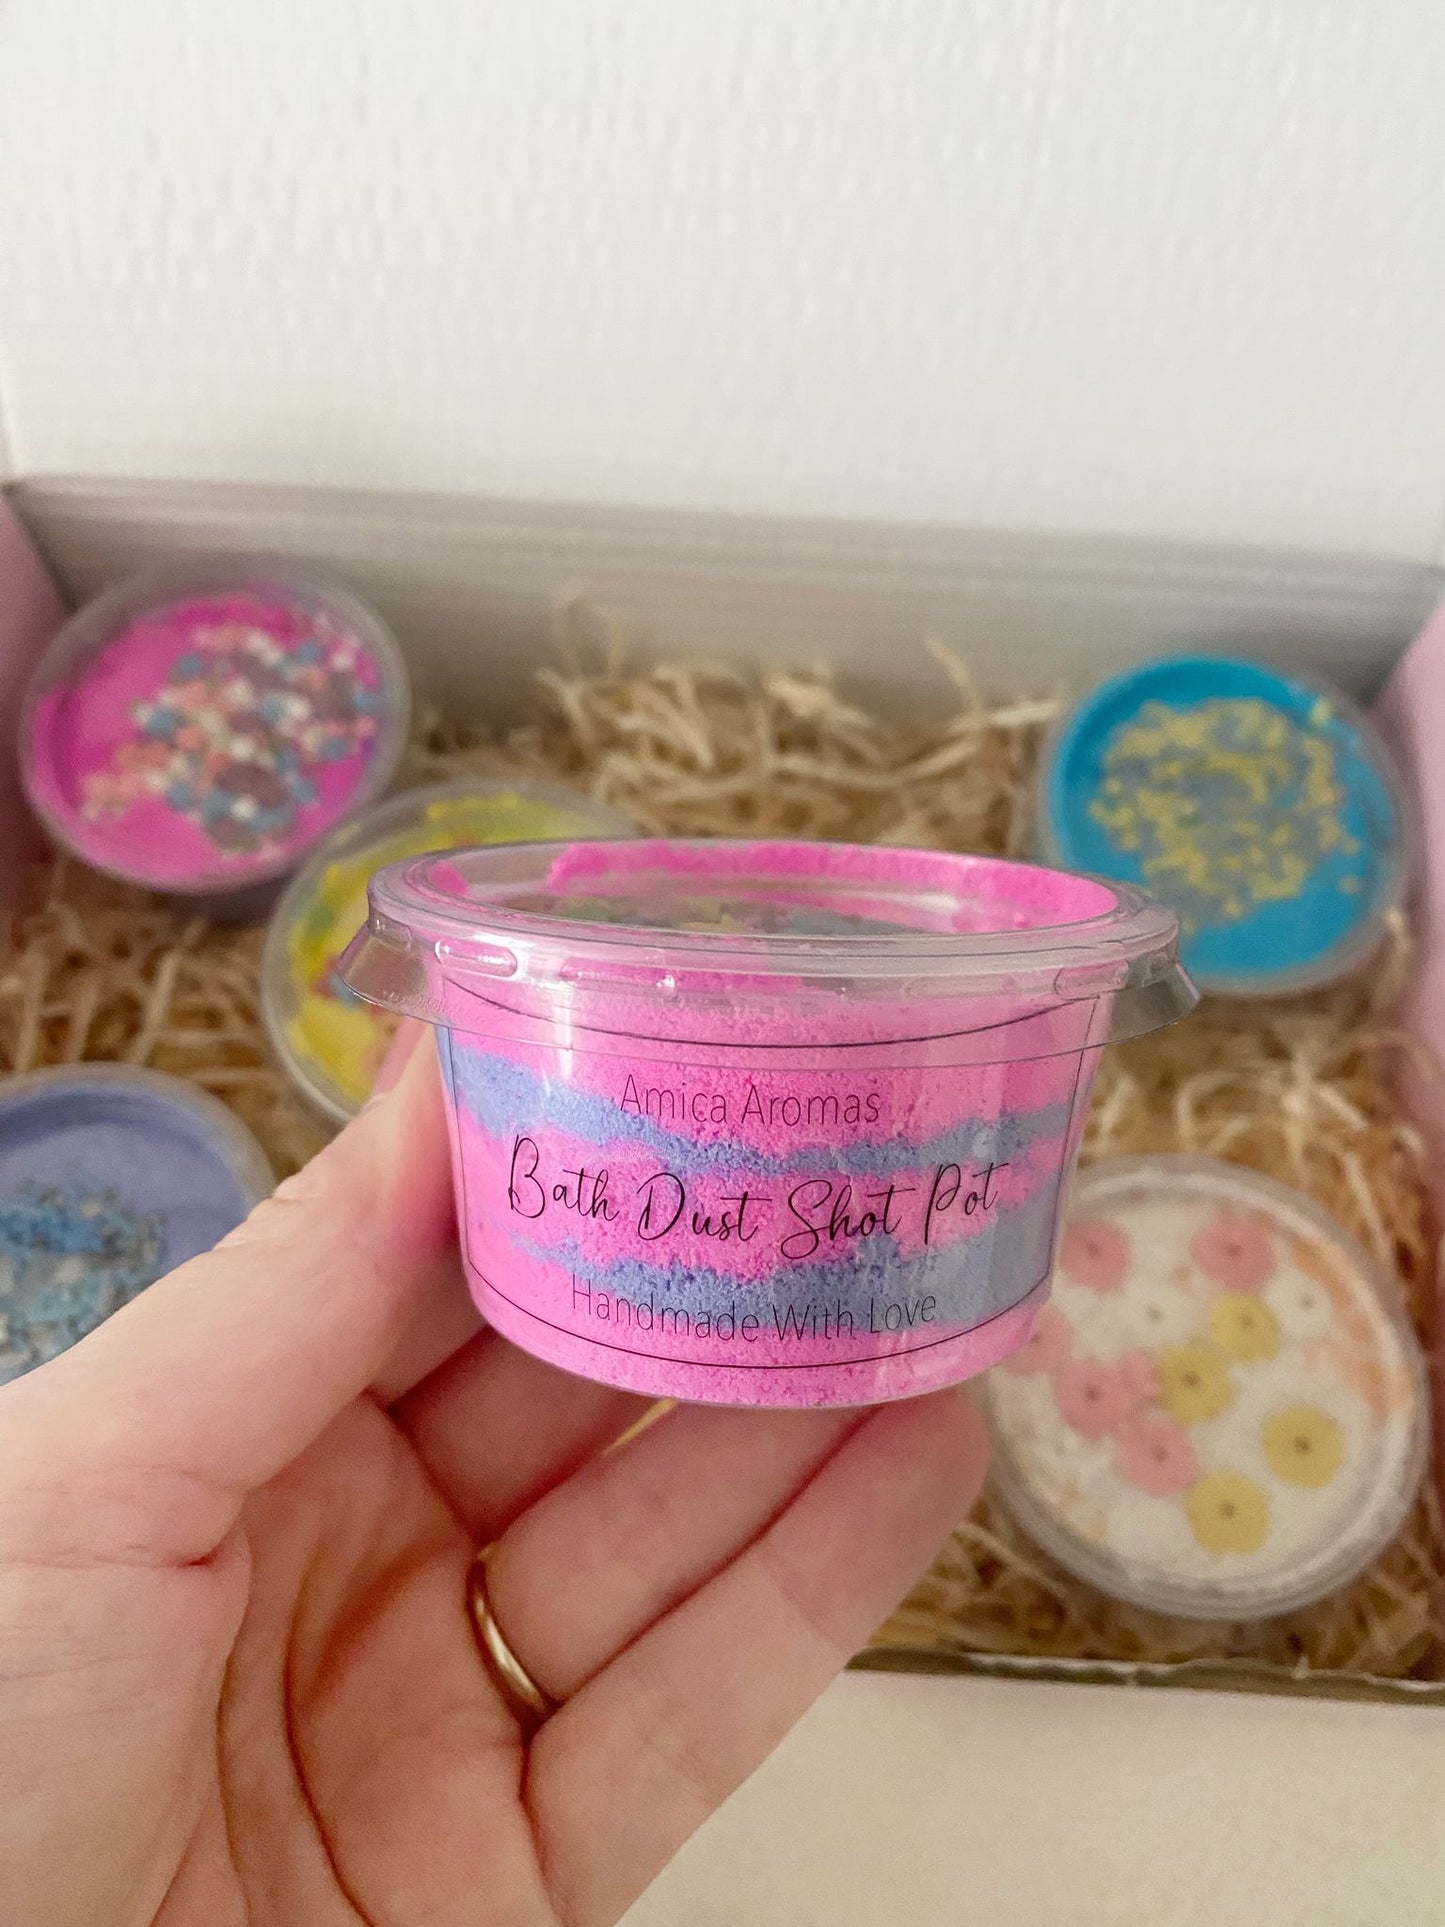 Amica Aromas
Bath Dust Shot Pot
Handmade With Love